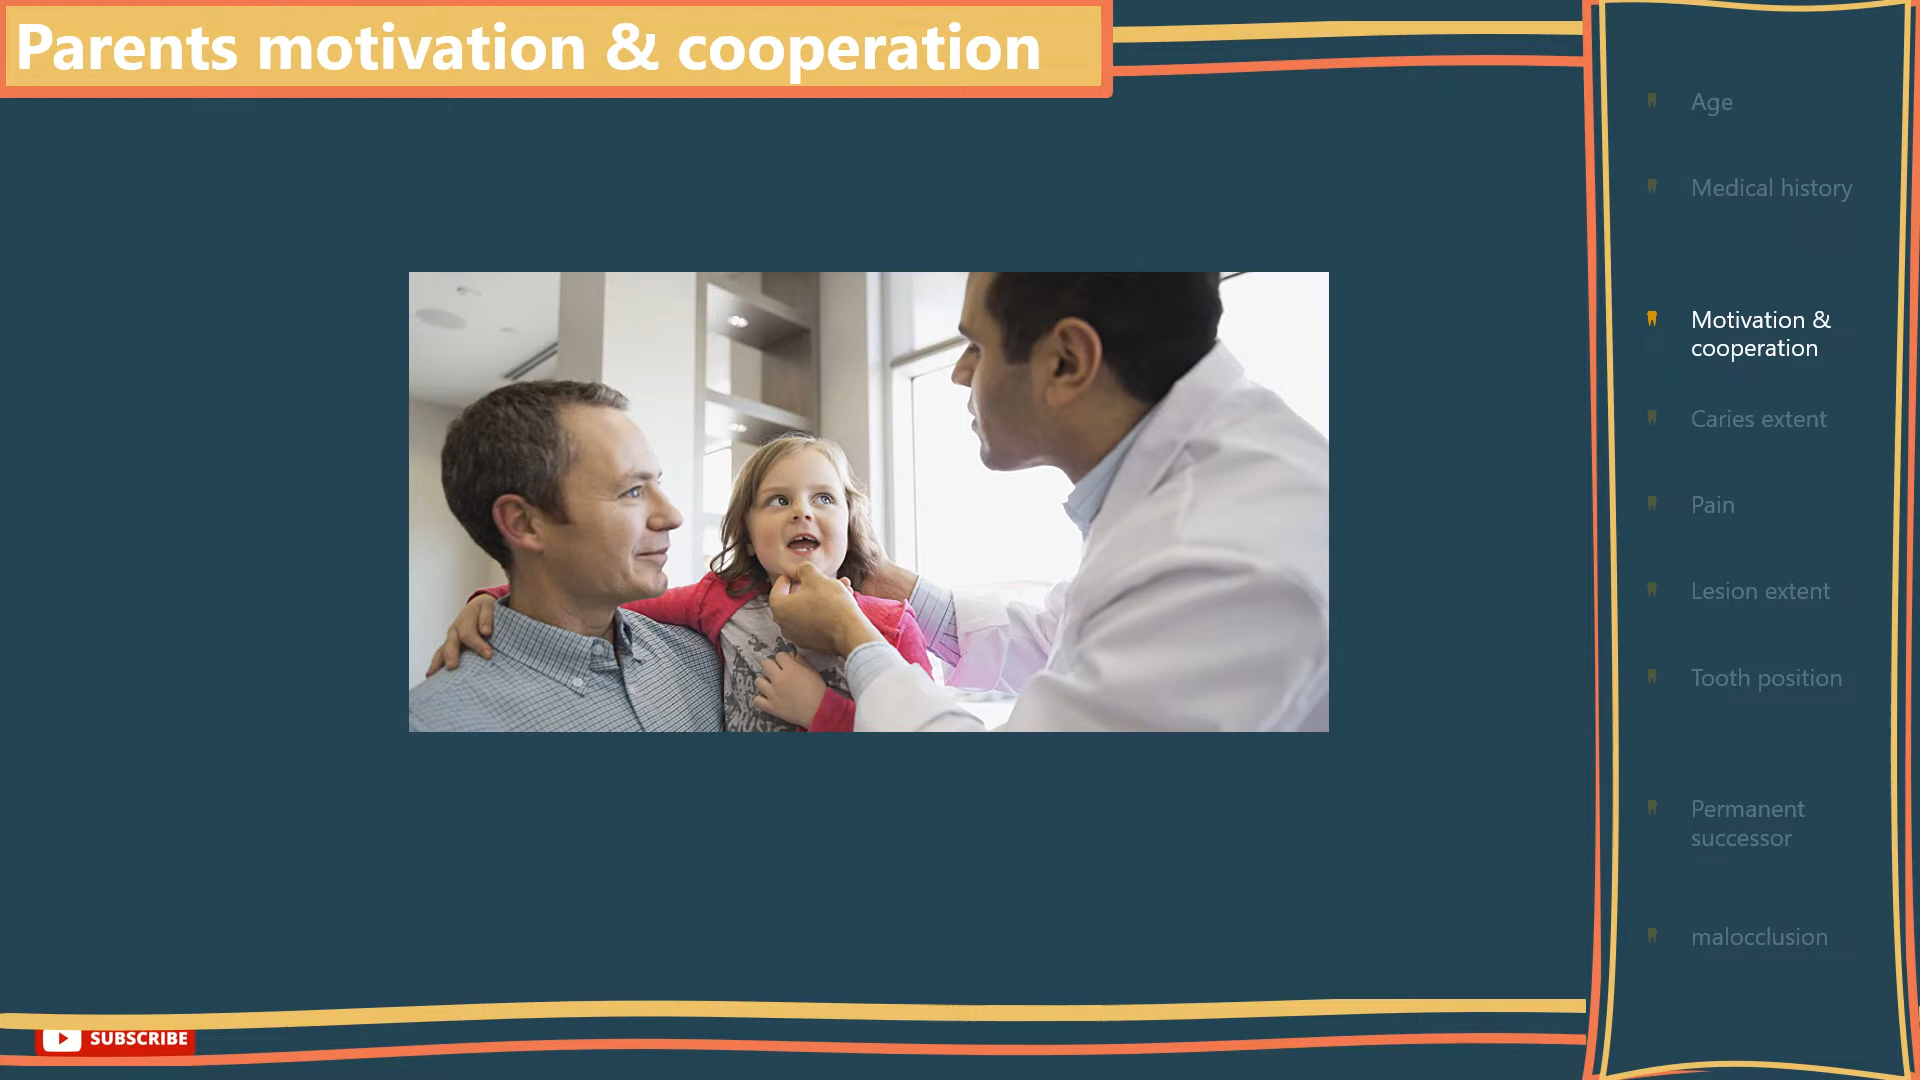 Parents motivation & cooperation
Age
Medical history
Motivation &
cooperation
Caries extent
Pain
Lesion extent
Tooth position
Permanent
successor
malocclusion
SUBSCRIBE